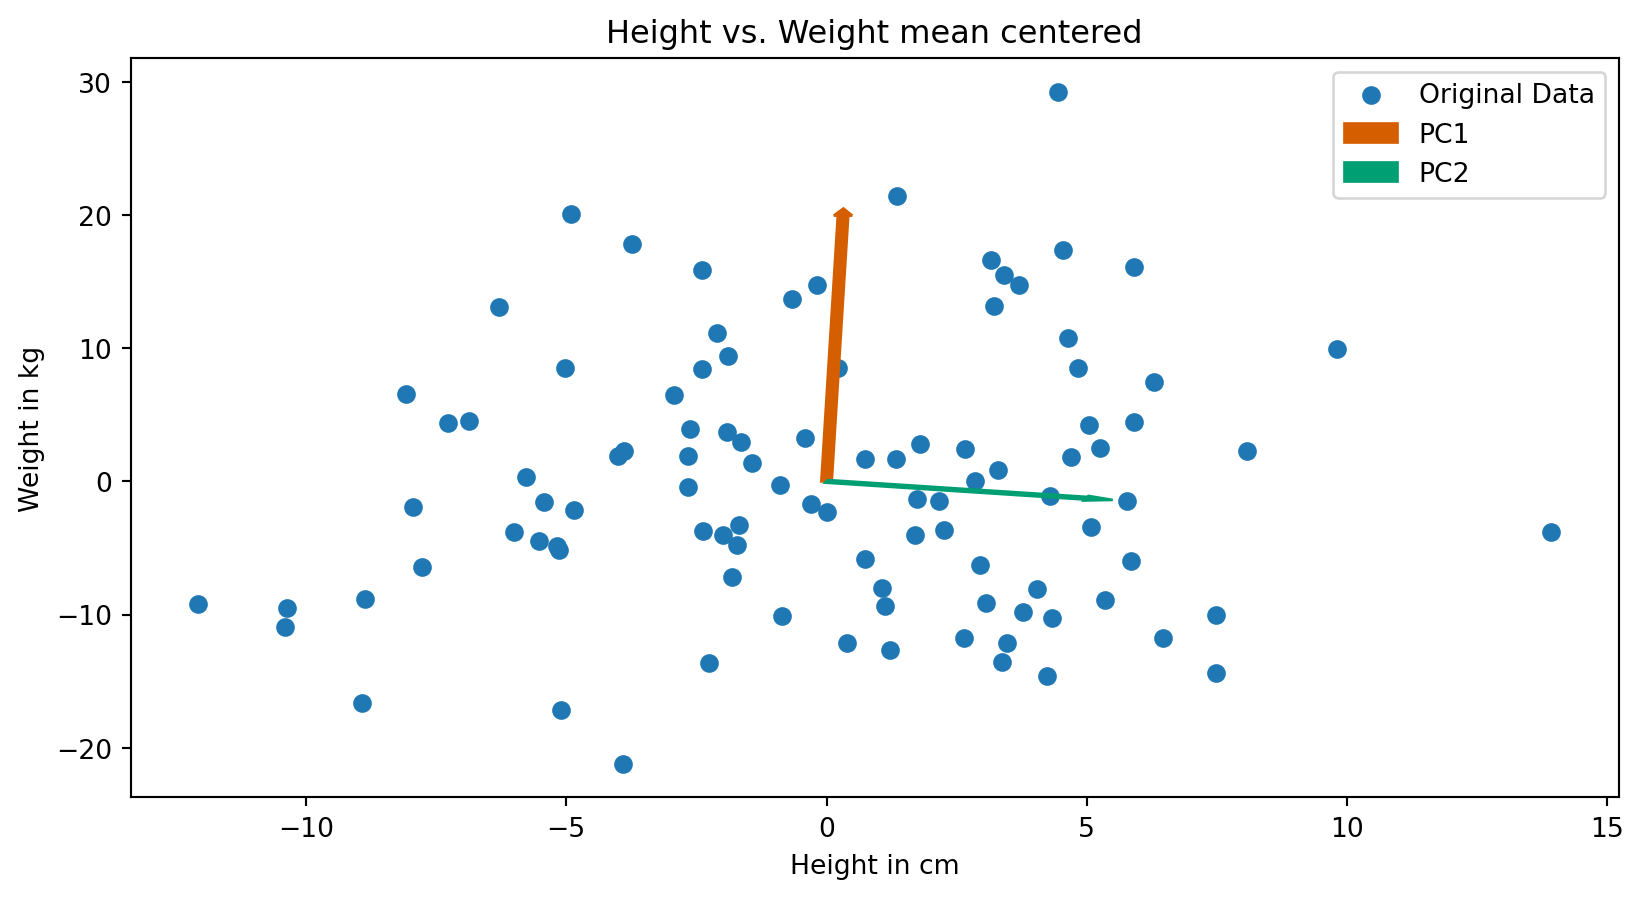 Height vs. Weight mean centered
Original Data
PC1
PC2
30
20
10
0
−10
−20
Weight in kg
−10
−5
0
5
10
15
Height in cm